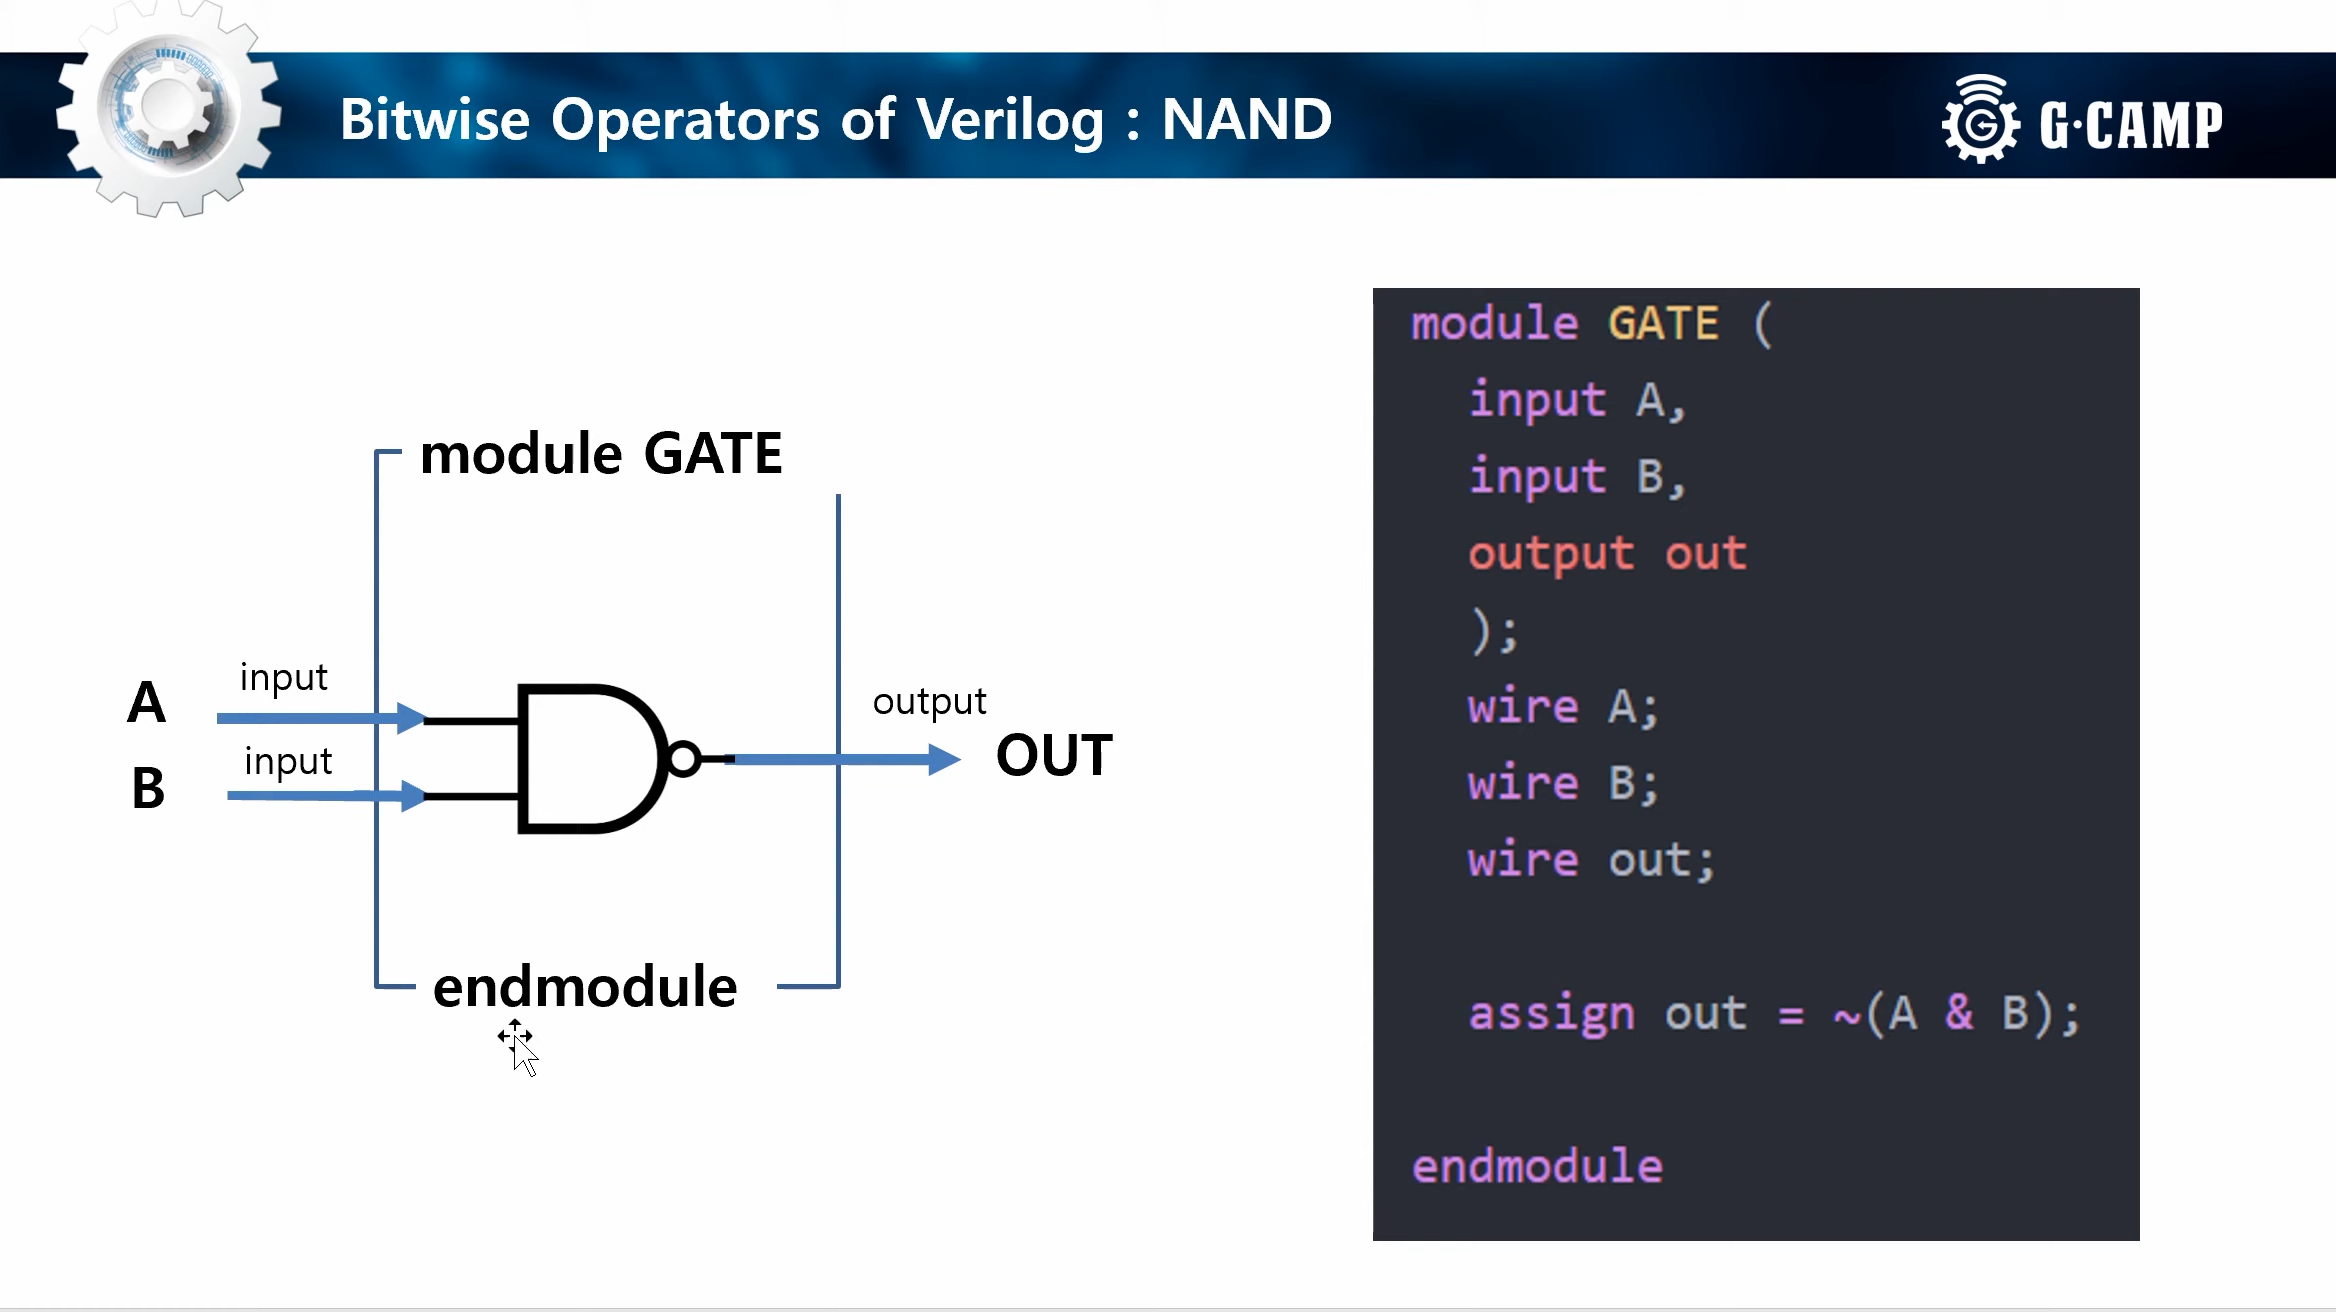 Bitwise Operators of Verilog : NAND
G·CAMP
module GATE
input
A
input
B
output
OUT
endmodule
module GATE (
input A,
input B,
output out
);
wire A;
wire B;
wire out;
assign out = ~(A & B);
endmodule